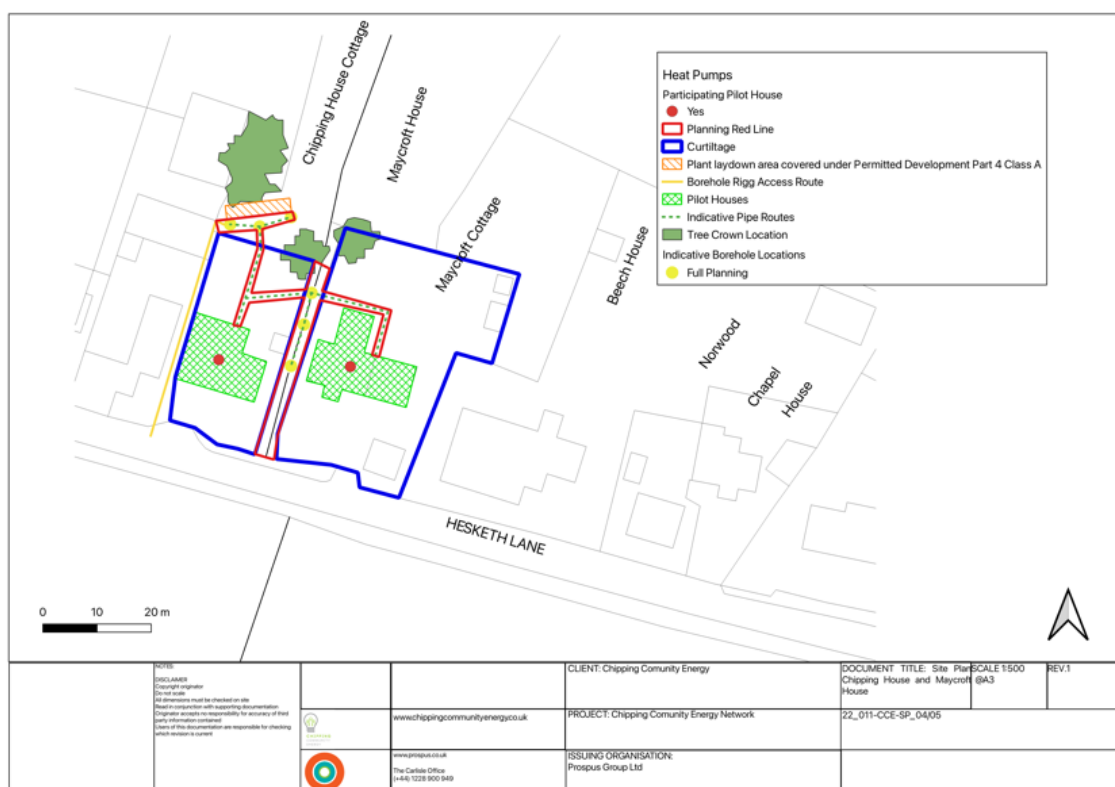 Chipping House Cottage
Maycroft House
Maycroft Cottage
Beech House
Norwood
Chapel
House
HESKETH LANE
Heat Pumps
Participating Pilot House
Yes
Planning Red Line
Curtiltage
Plant laydown area covered under Permitted Development Part 4 Class A
Borehole Rigg Access Route
Pilot Houses
Indicative Pipe Routes
Tree Crown Location
Indicative Borehole Locations
Full Planning
0 10 20 m
NOTES:
DISCLAIMER
Copyright originator
Do not scale
All dimensions must be checked on site
Read in conjunction with supporting documentation
Originator accepts no responsibility for accuracy of third
party information contained
Users of this documentation are responsible for checking
which revision is current
CHIPPING
www.chippingcommunityenergy.co.uk
www.prospus.co.uk
The Carlisle Office
(+44) 1228 900 949
CLIENT: Chipping Comunity Energy
PROJECT: Chipping Comunity Energy Network
ISSUING ORGANISATION:
Prospus Group Ltd
DOCUMENT TITLE: Site Plan
Chipping House and Maycroft
House
SCALE 1:500
@A3
REV.1
22_011-CCE-SP_04/05